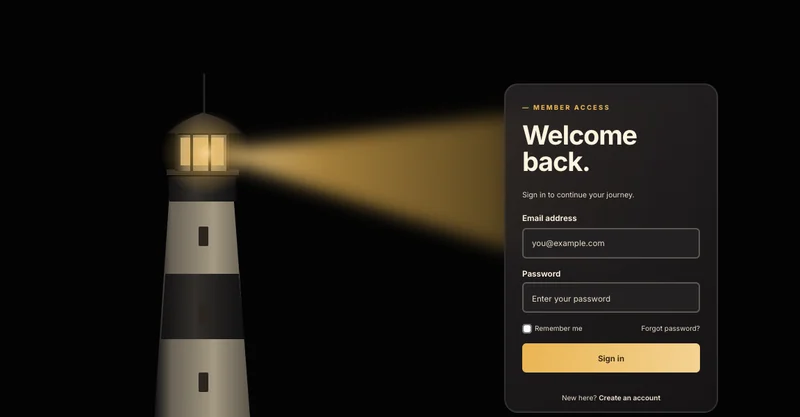 — MEMBER ACCESS
Welcome
back.
Sign in to continue your journey.
Email address
you@example.com
Password
Enter your password
Remember me
Forgot password?
Sign in
New here? Create an account